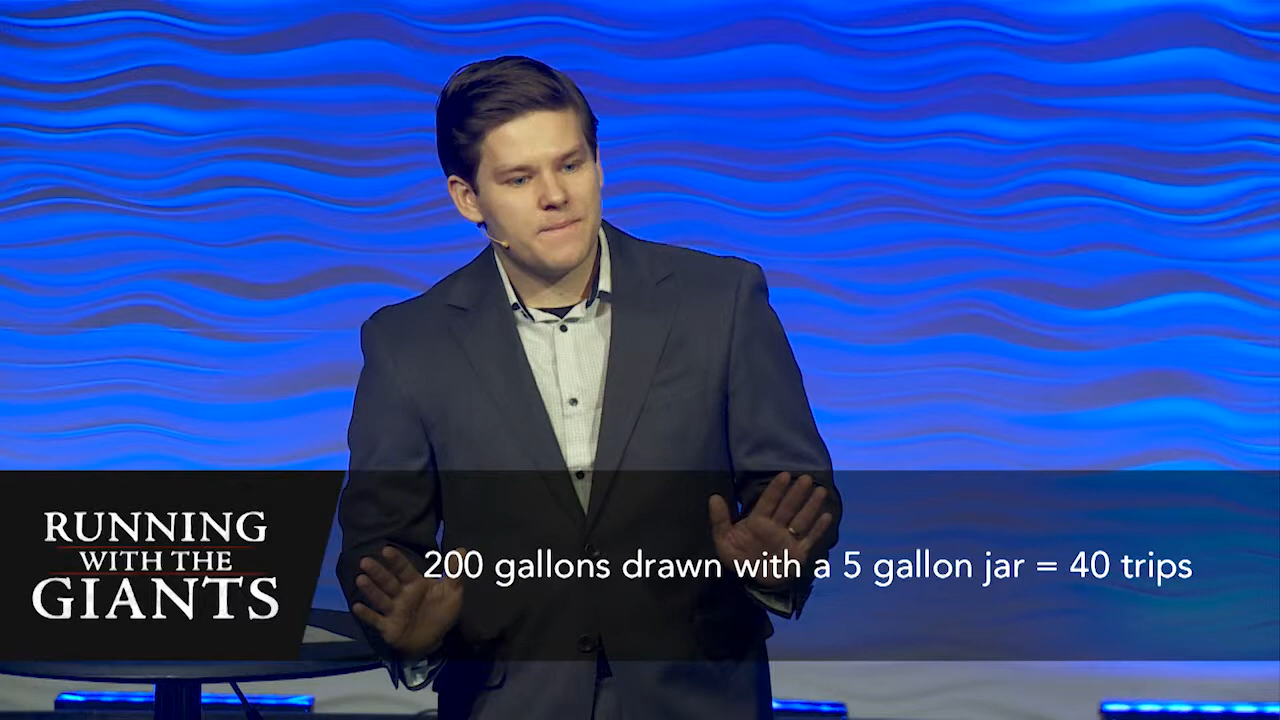 RUNNING
WITH THE
GIANTS
200 gallons drawn with a 5 gallon jar = 40 trips